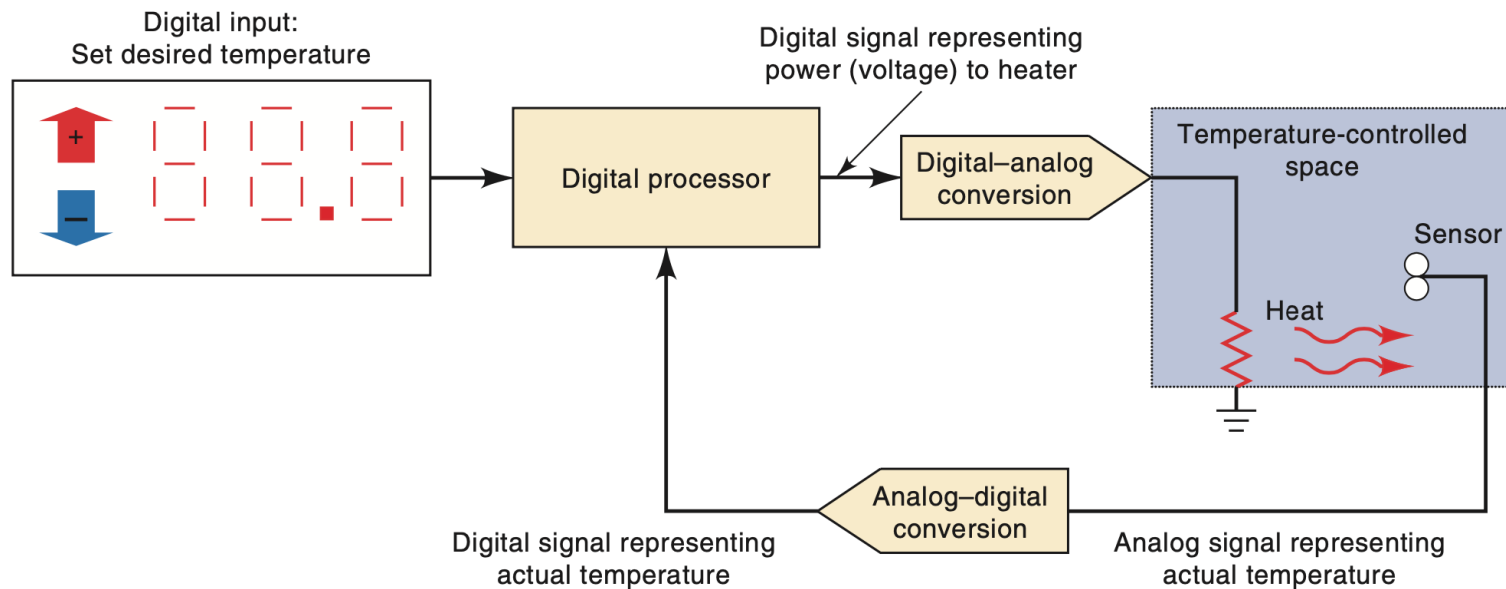 Digital input:
Set desired temperature
+
–
Digital processor
Digital signal representing
power (voltage) to heater
Digital–analog
conversion
Temperature-controlled
space
Sensor
Heat
Analog–digital
conversion
Digital signal representing
actual temperature
Analog signal representing
actual temperature